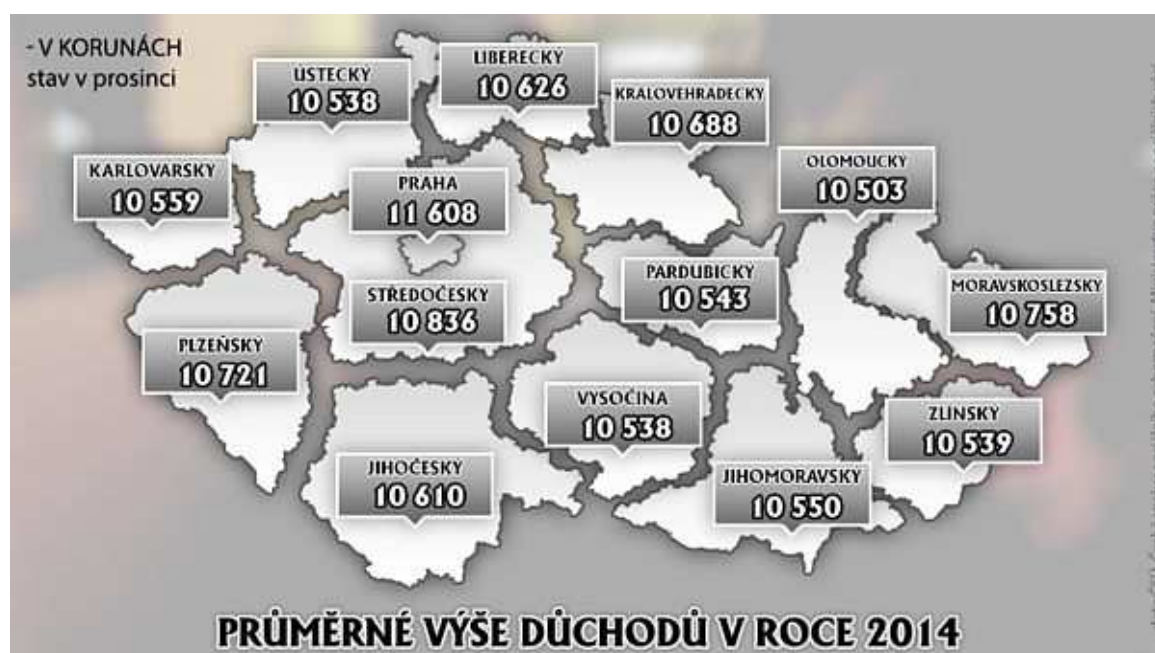 - V KORUNÁCH
stav v prosinci
ÚSTECKÝ
10 538
LIBERECKÝ
10 626
KRALOVEHRADECKÝ
10 688
KARLOVARSKÝ
10 559
PRAHA
11 608
OLOMOUCKÝ
10 503
STŘEDOČESKÝ
10 836
PARDUBICKÝ
10 543
MORAVSKOSLEZSKÝ
10 758
PLZEŇSKÝ
10 721
VYSOČINA
10 538
ZLÍNSKÝ
10 539
JIHOČESKÝ
10 610
JIHOMORAVSKÝ
10 550
PRŮMĚRNÉ VÝŠE DŮCHODŮ V ROCE 2014